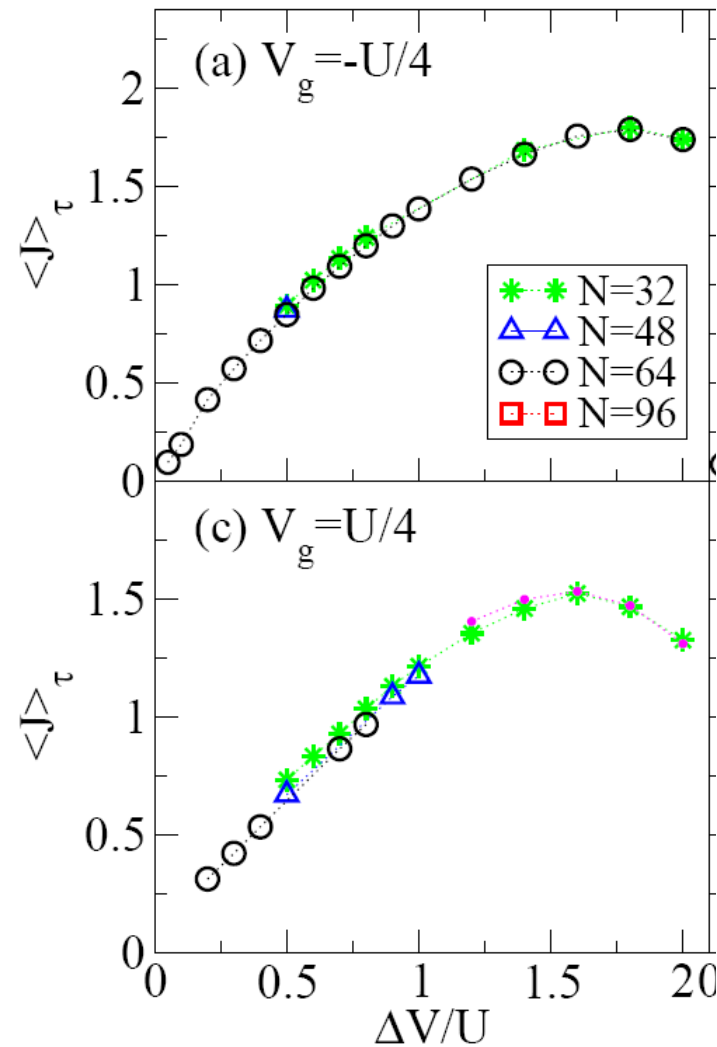 (a) V_g=-U/4
2
1.5
1
0.5
0
<J>_τ
N=32
N=48
N=64
N=96
(c) V_g=U/4
1.5
1
0.5
0
<J>_τ
0 0.5 1 1.5 20
ΔV/U